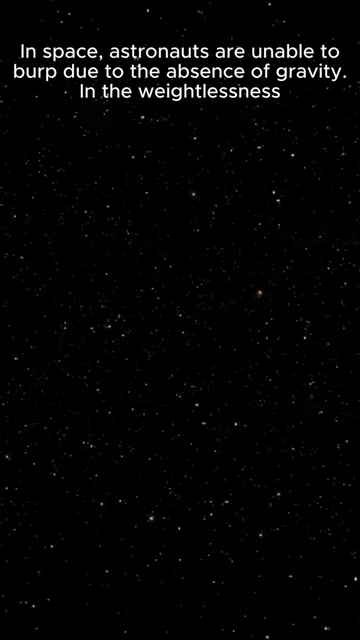 In space, astronauts are unable to
burp due to the absence of gravity.
In the weightlessness